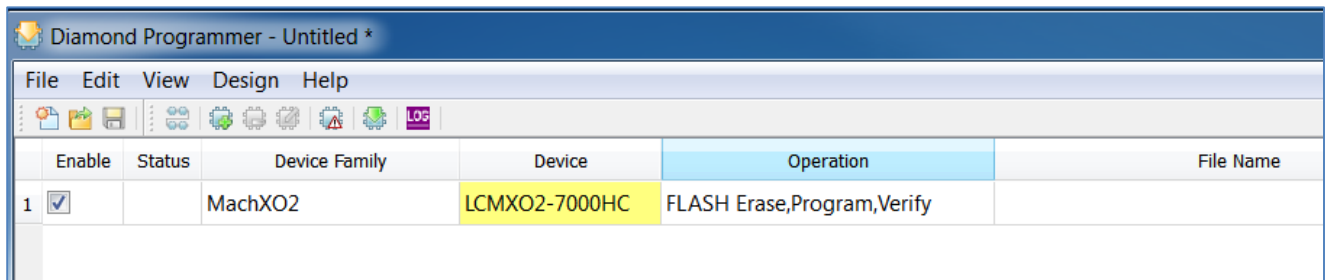 Diamond Programmer - Untitled *
File Edit View Design Help
LOG
Enable Status Device Family Device Operation File Name
1 MachXO2 LCMXO2-7000HC FLASH Erase,Program,Verify